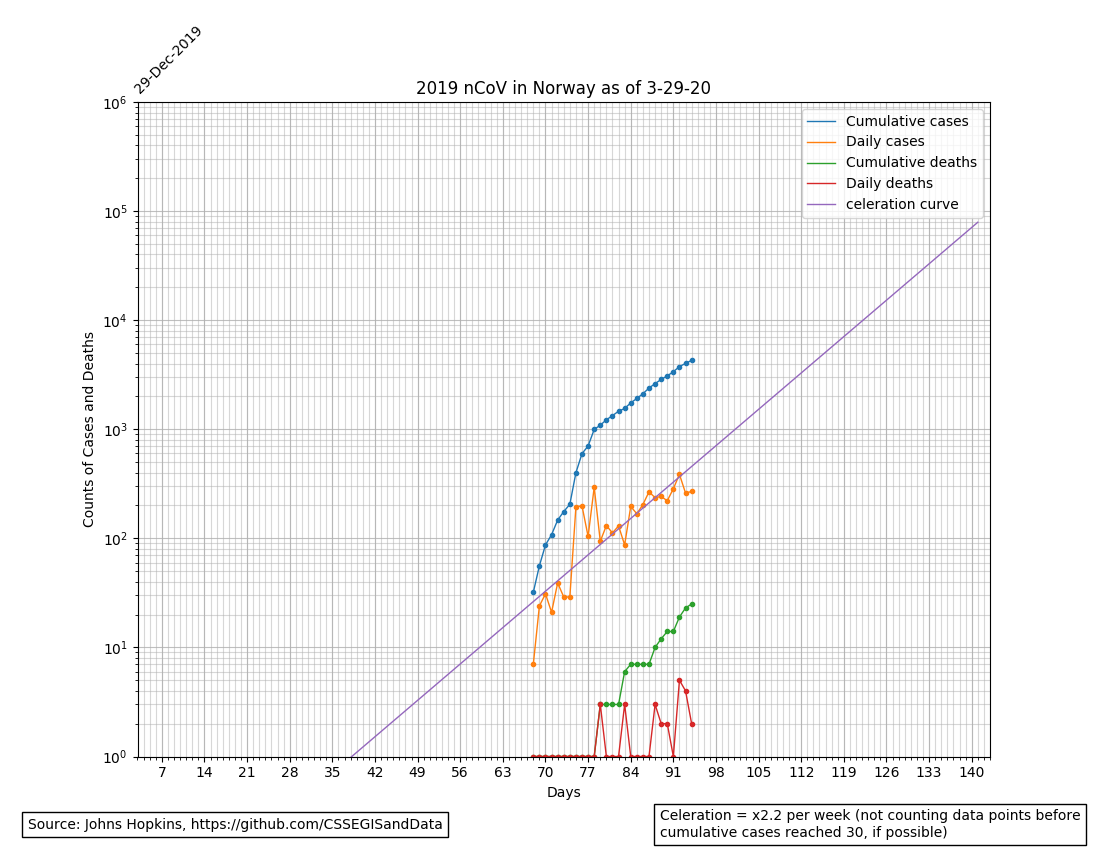 29-Dec-2019
2019 nCoV in Norway as of 3-29-20
Cumulative cases
Daily cases
Cumulative deaths
Daily deaths
celeration curve
Counts of Cases and Deaths
10^6
10^5
10^4
10^3
10^2
10^1
10^0
7 14 21 28 35 42 49 56 63 70 77 84 91 98 105 112 119 126 133 140
Days
Source: Johns Hopkins, https://github.com/CSSEGISandData
Celeration = x2.2 per week (not counting data points before
cumulative cases reached 30, if possible)